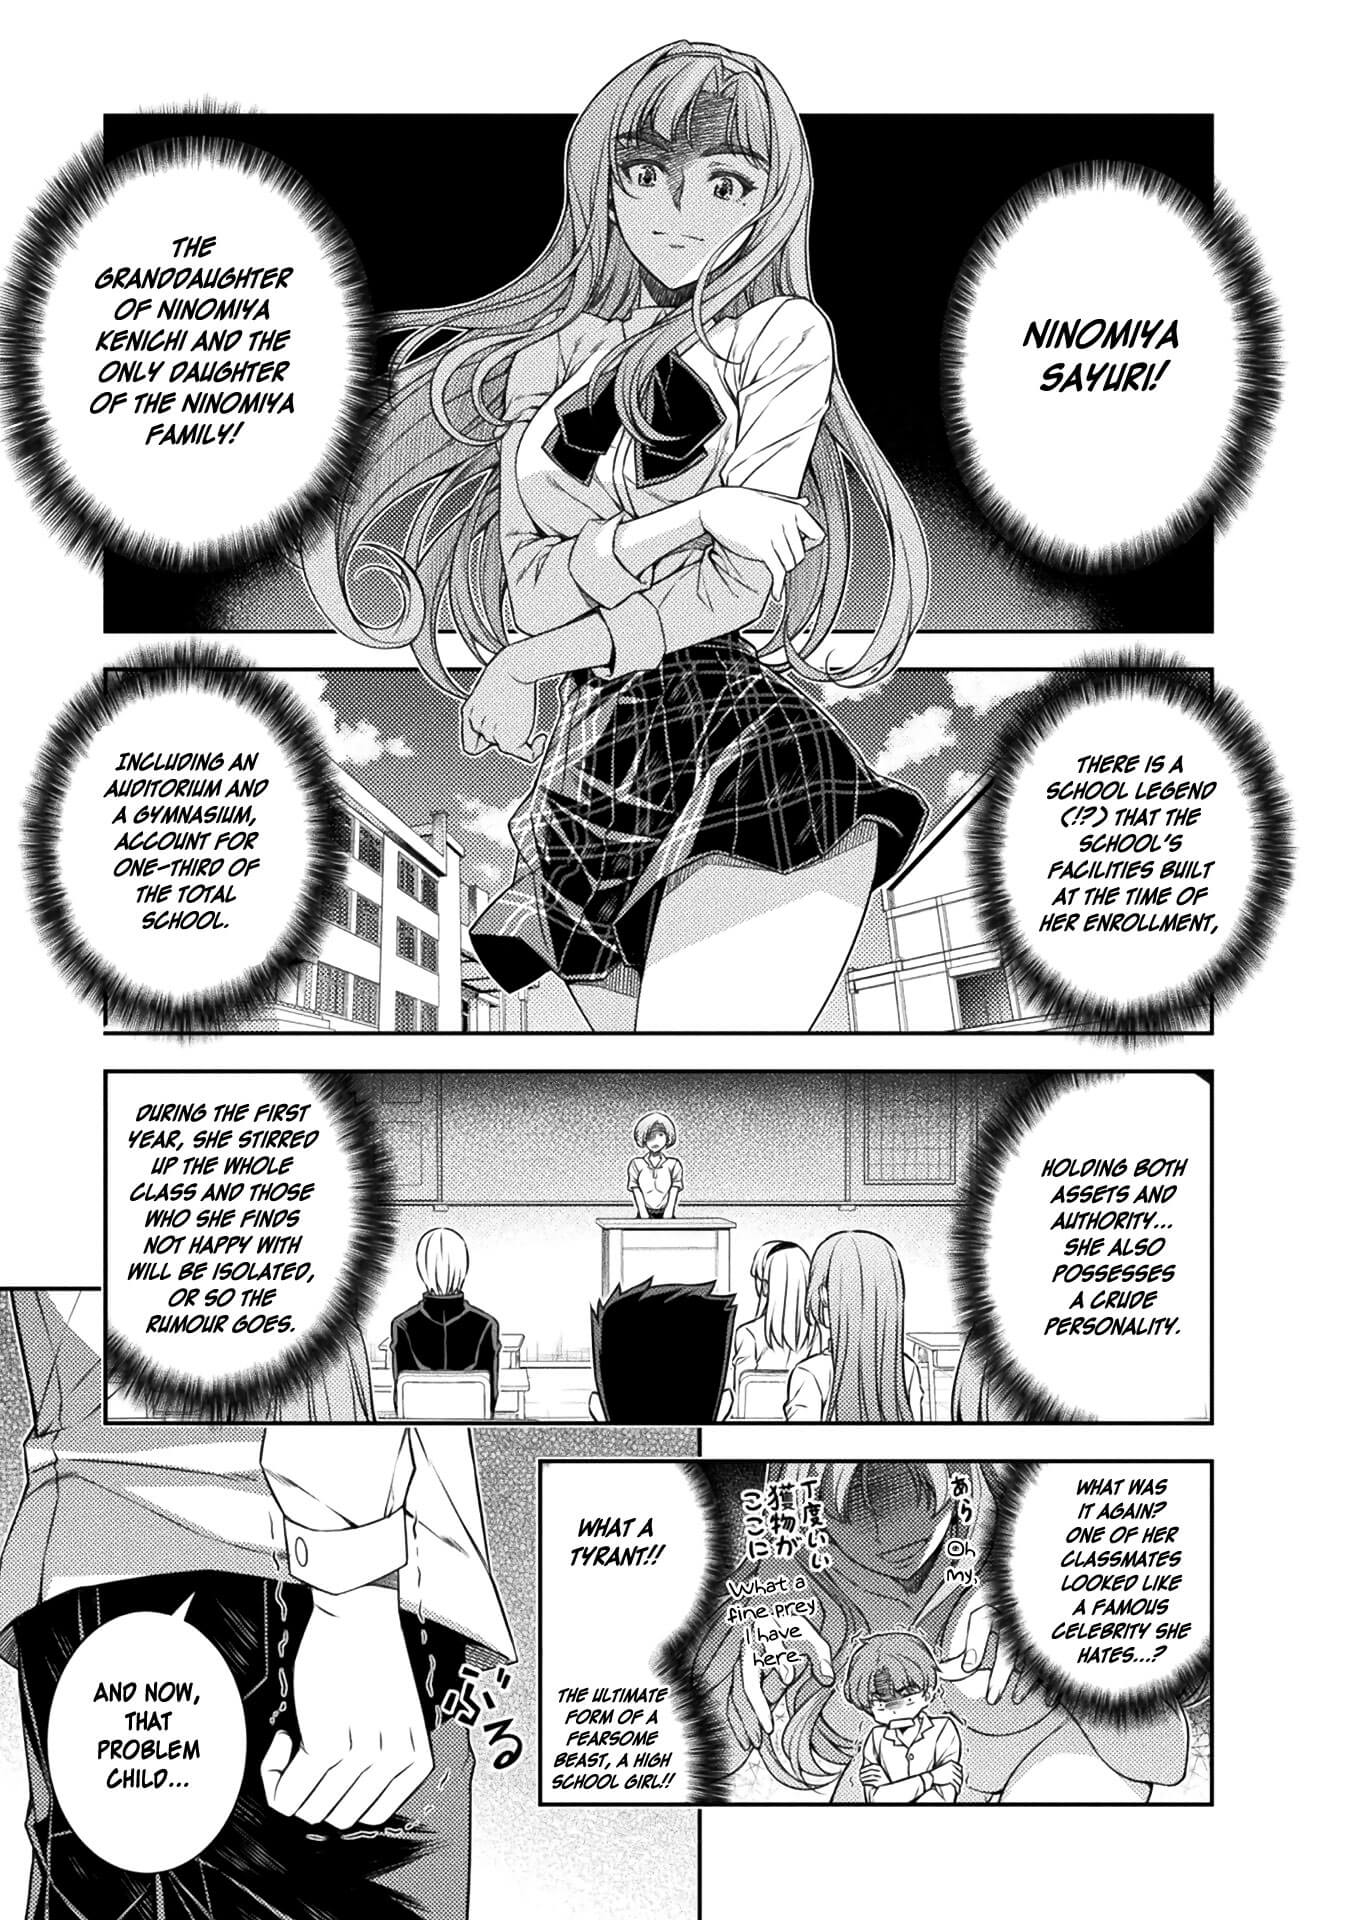 NINOMIYA
SAYURI!
THE
GRANDDAUGHTER
OF NINOMIYA
KENICHI AND THE
ONLY DAUGHTER
OF THE NINOMIYA
FAMILY!
THERE IS A
SCHOOL LEGEND
(!?) THAT THE
SCHOOL'S
FACILITIES BUILT
AT THE TIME OF
HER ENROLLMENT,
INCLUDING AN
AUDITORIUM AND
A GYMNASIUM,
ACCOUNT FOR
ONE-THIRD OF
THE TOTAL
SCHOOL.
HOLDING BOTH
ASSETS AND
AUTHORITY...
SHE ALSO
POSSESSES
A CRUDE
PERSONALITY.
DURING THE FIRST
YEAR, SHE STIRRED
UP THE WHOLE
CLASS AND THOSE
WHO SHE FINDS
NOT HAPPY WITH
WILL BE ISOLATED,
OR SO THE
RUMOUR GOES.
WHAT WAS
IT AGAIN?
ONE OF HER
CLASSMATES
LOOKED LIKE
A FAMOUS
CELEBRITY SHE
HATES...?
あら
Oh
my,
丁度いい
獲物が
ここに
What a
fine prey
I have
here.
WHAT A
TYRANT!!
THE ULTIMATE
FORM OF A
FEARSOME
BEAST, A HIGH
SCHOOL GIRL!!
ぶる
AND NOW,
THAT
PROBLEM
CHILD...